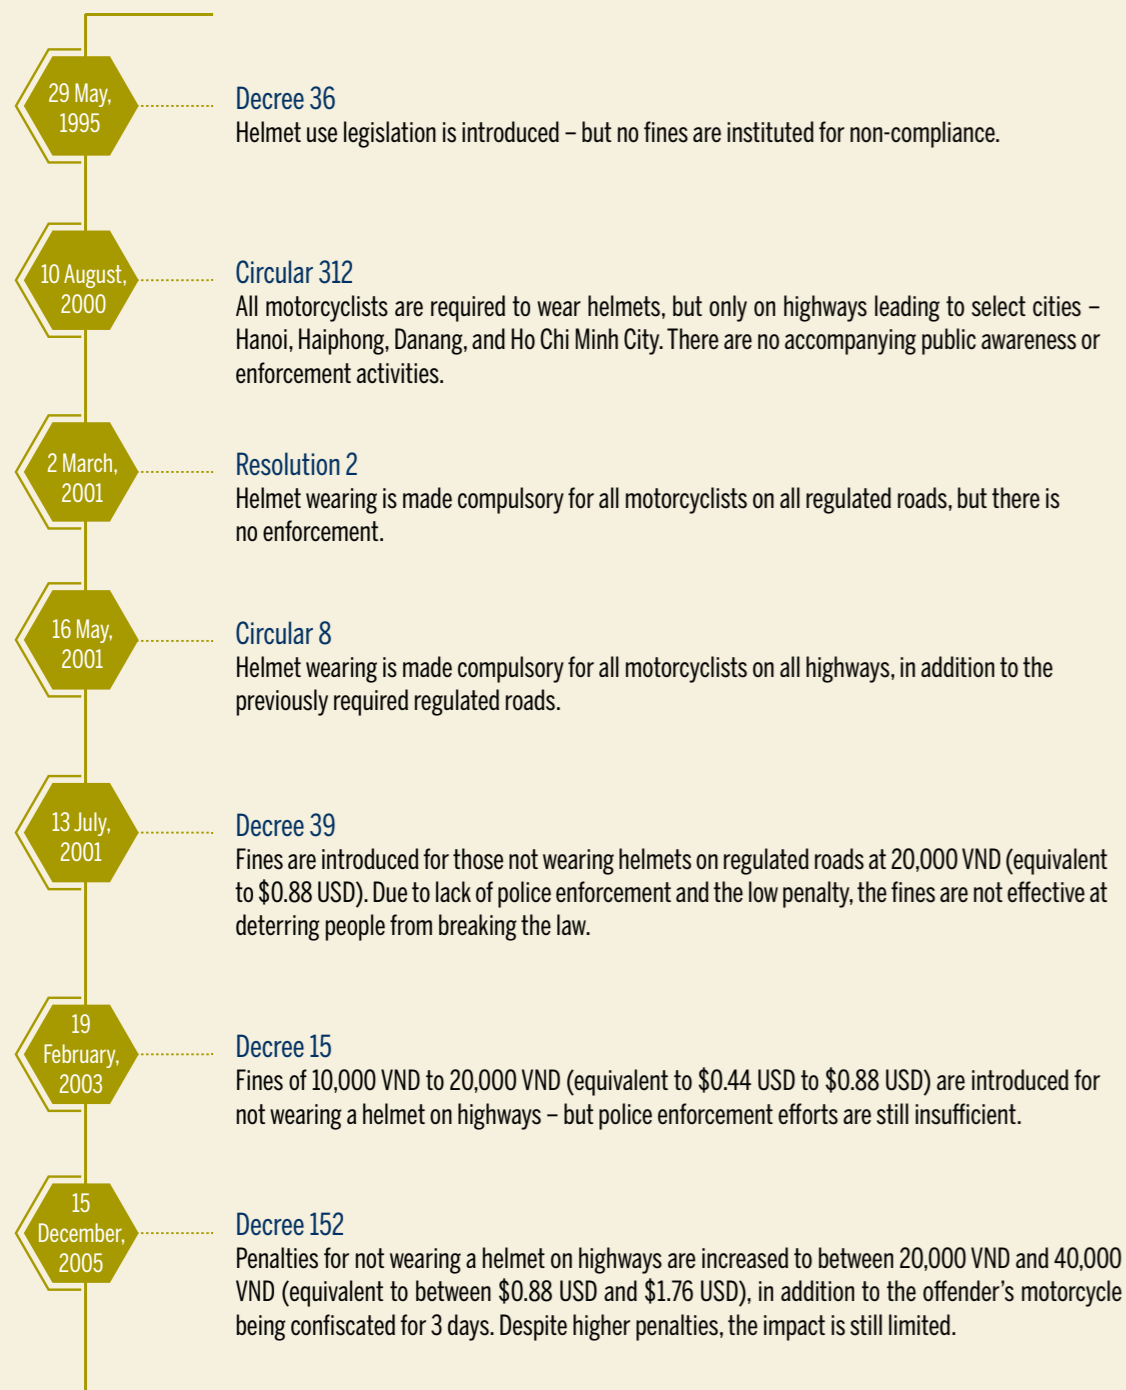 29 May,
1995
Decree 36
Helmet use legislation is introduced – but no fines are instituted for non-compliance.
10 August,
2000
Circular 312
All motorcyclists are required to wear helmets, but only on highways leading to select cities –
Hanoi, Haiphong, Danang, and Ho Chi Minh City. There are no accompanying public awareness or
enforcement activities.
2 March,
2001
Resolution 2
Helmet wearing is made compulsory for all motorcyclists on all regulated roads, but there is
no enforcement.
16 May,
2001
Circular 8
Helmet wearing is made compulsory for all motorcyclists on all highways, in addition to the
previously required regulated roads.
13 July,
2001
Decree 39
Fines are introduced for those not wearing helmets on regulated roads at 20,000 VND (equivalent
to $0.88 USD). Due to lack of police enforcement and the low penalty, the fines are not effective at
deterring people from breaking the law.
19
February,
2003
Decree 15
Fines of 10,000 VND to 20,000 VND (equivalent to $0.44 USD to $0.88 USD) are introduced for
not wearing a helmet on highways – but police enforcement efforts are still insufficient.
15
December,
2005
Decree 152
Penalties for not wearing a helmet on highways are increased to between 20,000 VND and 40,000
VND (equivalent to between $0.88 USD and $1.76 USD), in addition to the offender's motorcycle
being confiscated for 3 days. Despite higher penalties, the impact is still limited.